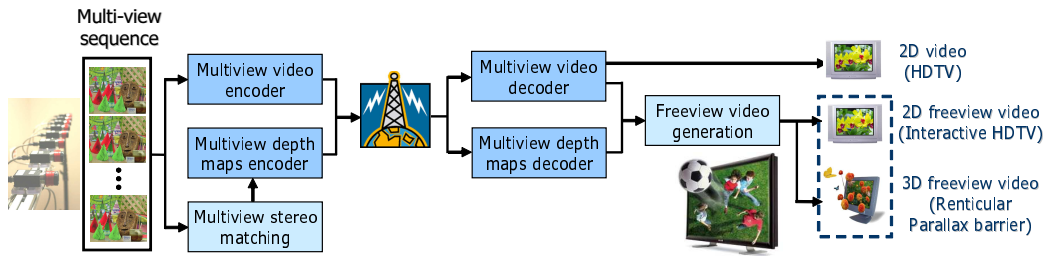 Multi-view
sequence
Multiview video
encoder
Multiview depth
maps encoder
Multiview stereo
matching
Multiview video
decoder
Multiview depth
maps decoder
Freeview video
generation
2D video
(HDTV)
2D freeview video
(Interactive HDTV)
3D freeview video
(Renticular
Parallax barrier)